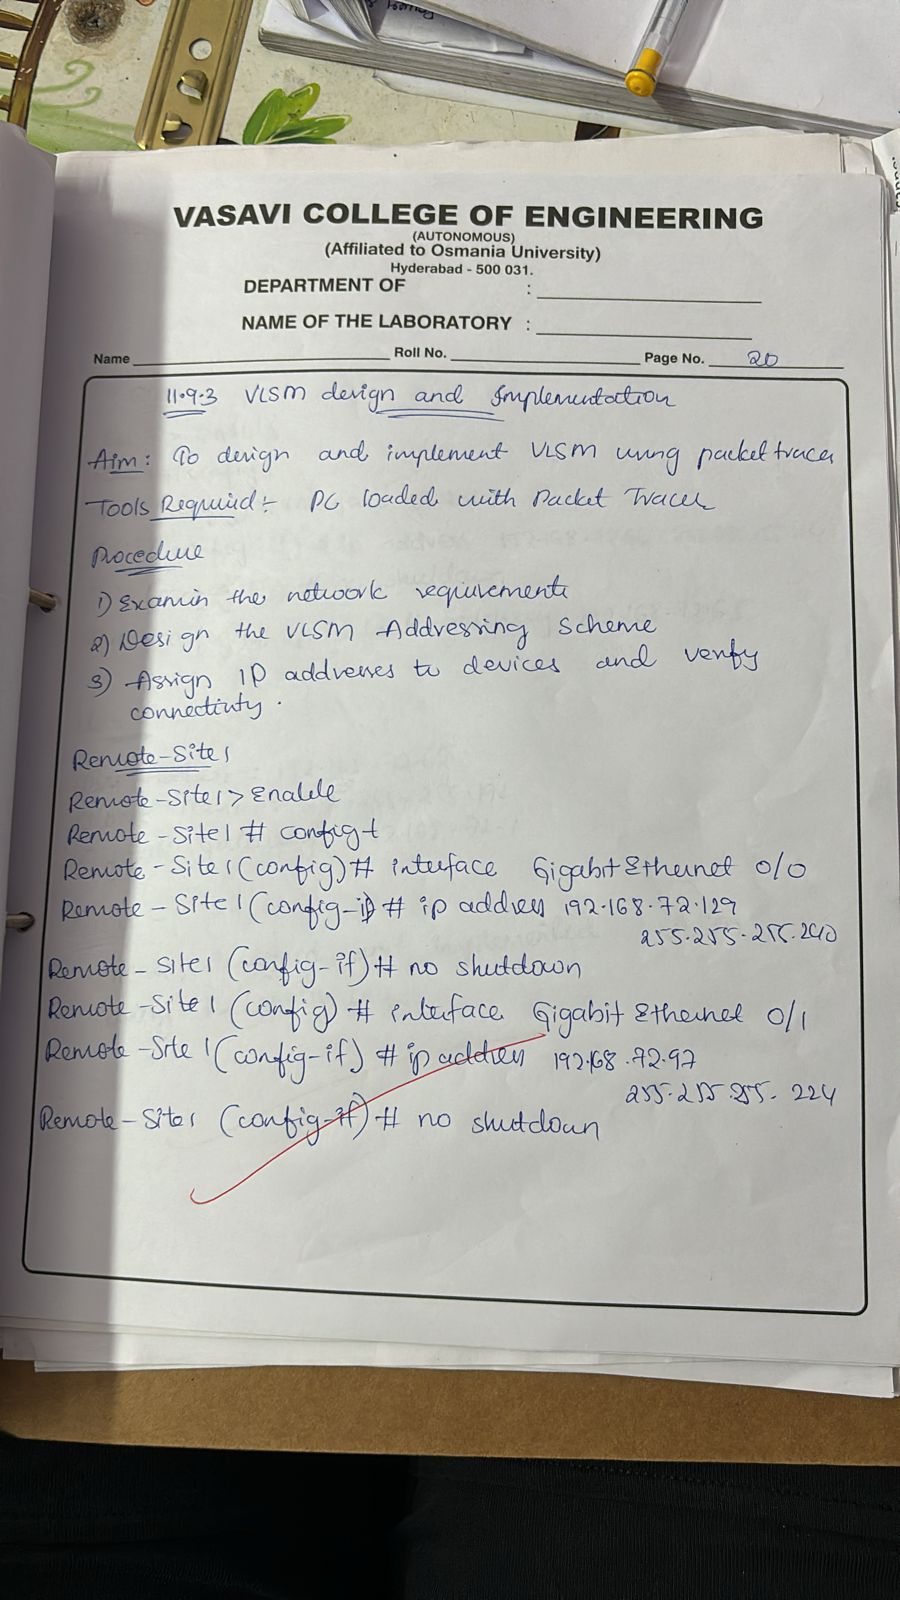 VASAVI COLLEGE OF ENGINEERING
(AUTONOMOUS)
(Affiliated to Osmania University)
Hyderabad - 500 031.
DEPARTMENT OF :
NAME OF THE LABORATORY :
Name Roll No. Page No. 20
11.9.3 VLSM design and Implementation
Aim: To design and implement VLSM using packet tracer
Tools Required :- PC loaded with Packet Tracer
Procedure
1) Examin the network requirements
2) Design the VLSM Addressing Scheme
3) Assign IP addresses to devices and verify
connectivity.
Remote-Site1
Remote-Site1> Enable
Remote-Site1 # config t
Remote-Site1(config)# interface Gigabit Ethernet 0/0
Remote-Site1(config-if) # ip address 192.168.72.129
255.255.255.240
Remote-Site1 (config-if)# no shutdown
Remote-Site1 (config) # interface Gigabit Ethernet 0/1
Remote-Site1(config-if) # ip address 192.168.72.97
255.255.255.224
Remote-Site1 (config-if)# no shutdown